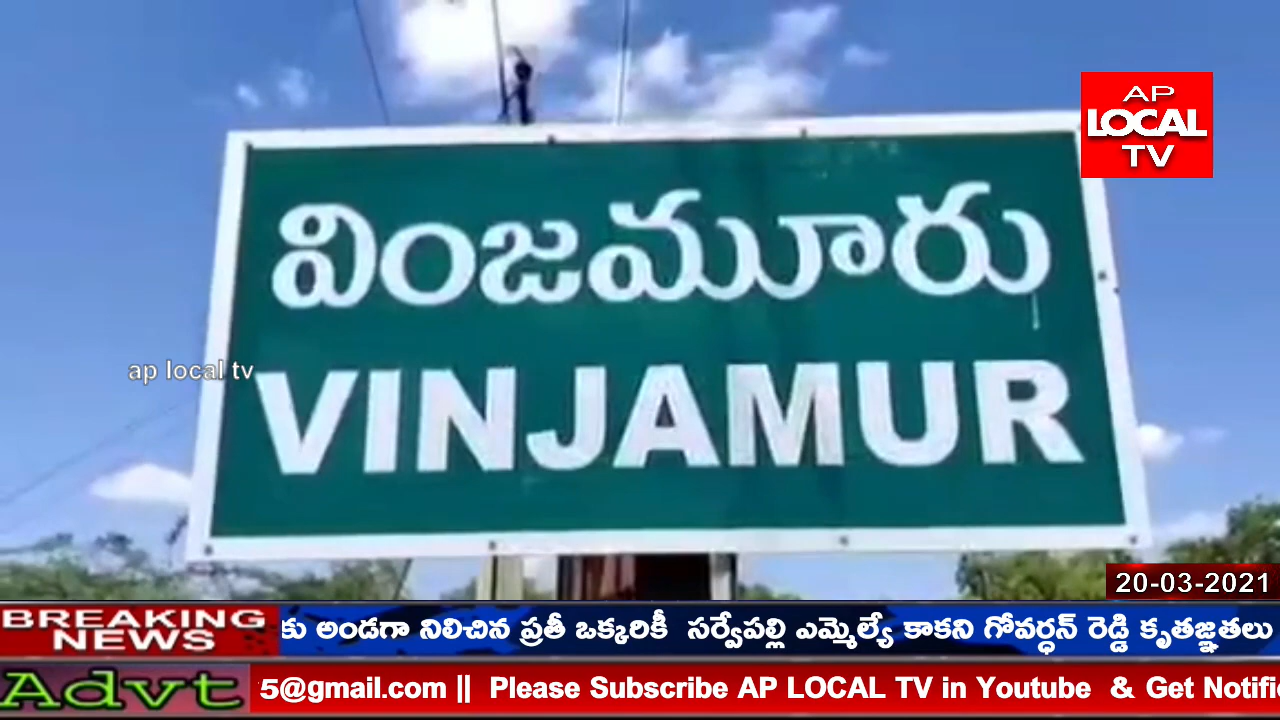 AP
LOCAL
TV
వింజమూరు
ap local tv
VINJAMUR
20-03-2021
BREAKING
NEWS
కు అండగా నిలిచిన ప్రతీ ఒక్కరికీ సర్వేపల్లి ఎమ్మెల్యే కాకని గోవర్ధన్ రెడ్డి కృతజ్ఞతలు
Advt
5@gmail.com || Please Subscribe AP LOCAL TV in Youtube & Get Notific